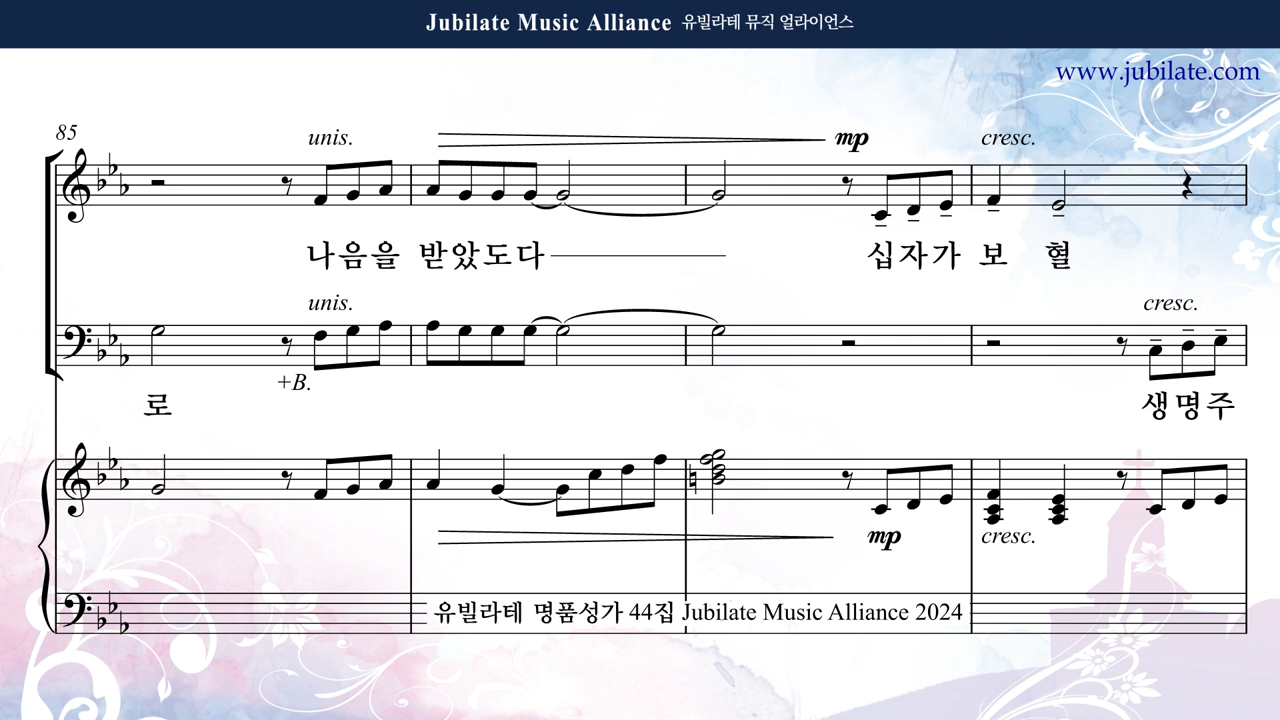 Jubilate Music Alliance 유빌라테 뮤직 얼라이언스
www.jubilate.com
85
unis.
mp
cresc.
나음을 받았도다 십자가 보 혈
unis.
cresc.
+B.
로 생명주
mp
cresc.
유빌라테 명품성가 44집 Jubilate Music Alliance 2024